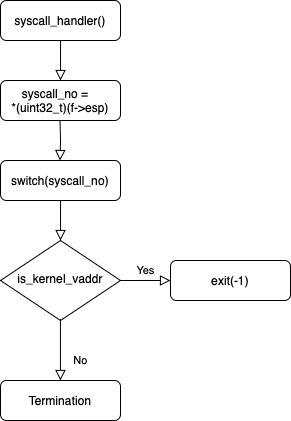 syscall_handler()
syscall_no =
*(uint32_t)(f->esp)
switch(syscall_no)
is_kernel_vaddr
Yes
exit(-1)
No
Termination